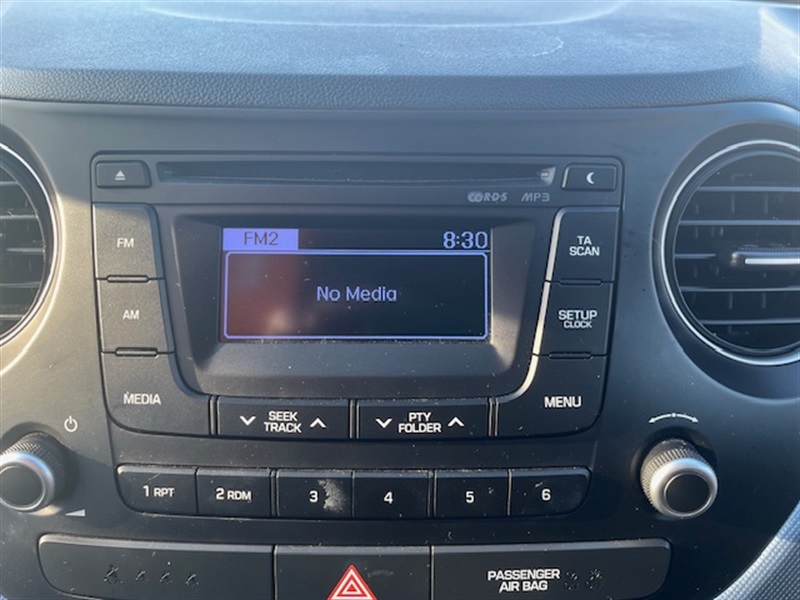 R·D·S MP3
FM
FM2 8:30
TA
SCAN
No Media
AM
SETUP
CLOCK
MEDIA
SEEK
TRACK
PTY
FOLDER
MENU
1 RPT
2 RDM
3
4
5
6
PASSENGER
AIR BAG